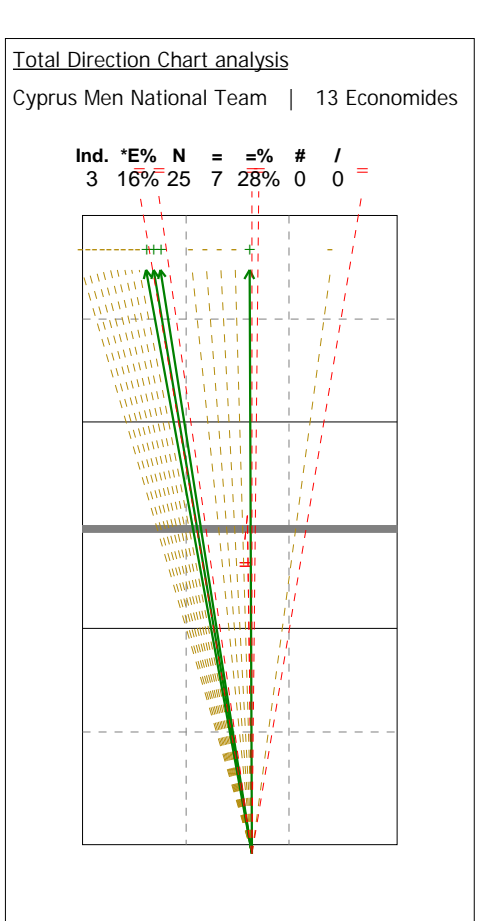 Total Direction Chart analysis
Cyprus Men National Team | 13 Economides
Ind. *E% N = =% # /
3 16% 25 7 28% 0 0